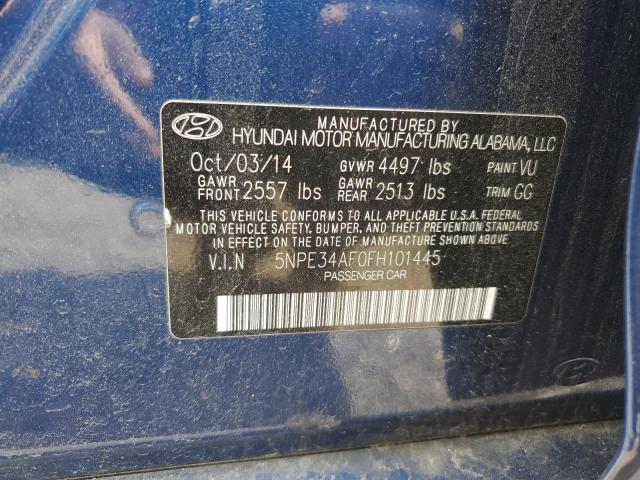 MANUFACTURED BY
HYUNDAI MOTOR MANUFACTURING ALABAMA, LLC
Oct/03/14 GVWR 4497 lbs PAINT VU
GAWR FRONT 2557 lbs GAWR REAR 2513 lbs TRIM GG
THIS VEHICLE CONFORMS TO ALL APPLICABLE U.S.A. FEDERAL
MOTOR VEHICLE SAFETY, BUMPER, AND THEFT PREVENTION STANDARDS
IN EFFECT ON THE DATE OF MANUFACTURE SHOWN ABOVE.
V.I.N 5NPE34AF0FH101445
PASSENGER CAR